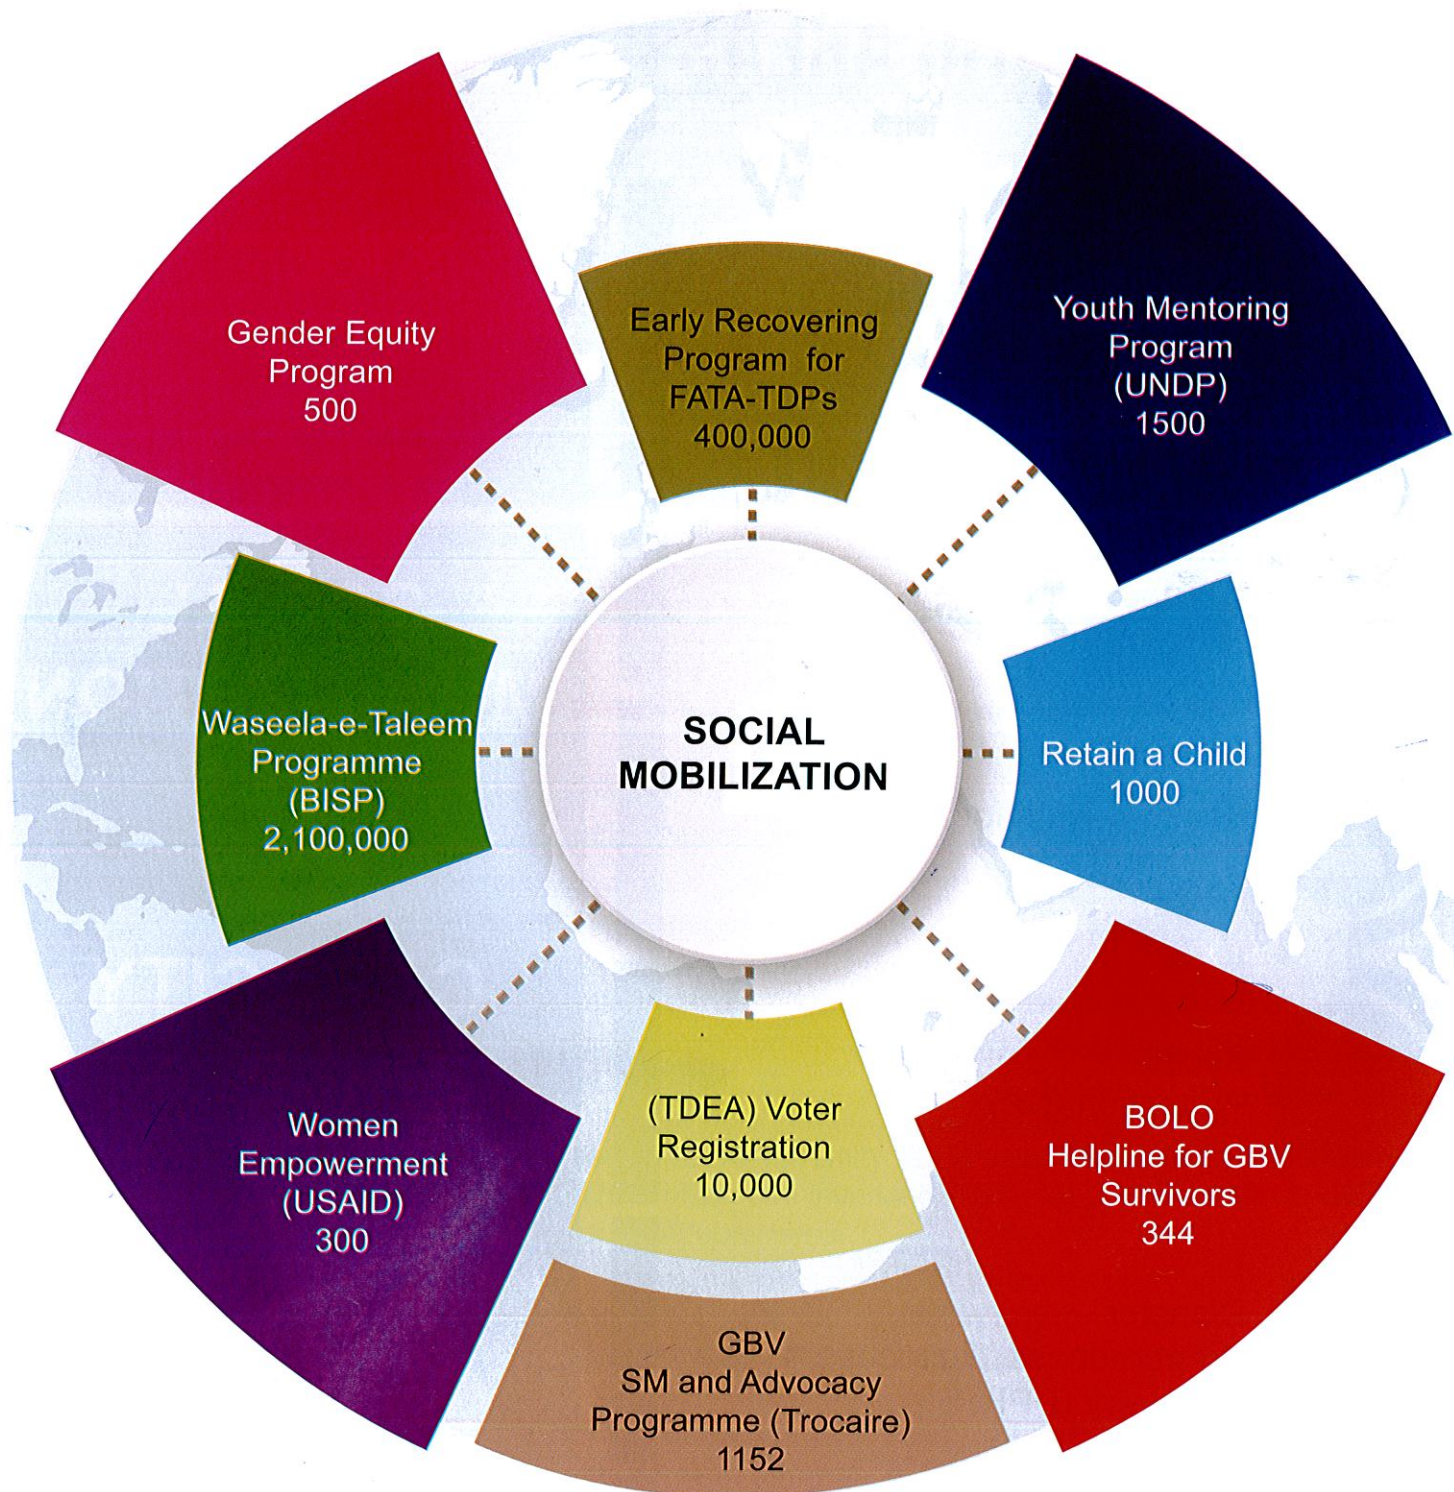 Gender Equity
Program
500
Early Recovering
Program for
FATA-TDPs
400,000
Youth Mentoring
Program
(UNDP)
1500
Waseela-e-Taleem
Programme
(BISP)
2,100,000
SOCIAL
MOBILIZATION
Retain a Child
1000
Women
Empowerment
(USAID)
300
(TDEA) Voter
Registration
10,000
BOLO
Helpline for GBV
Survivors
344
GBV
SM and Advocacy
Programme (Trocaire)
1152